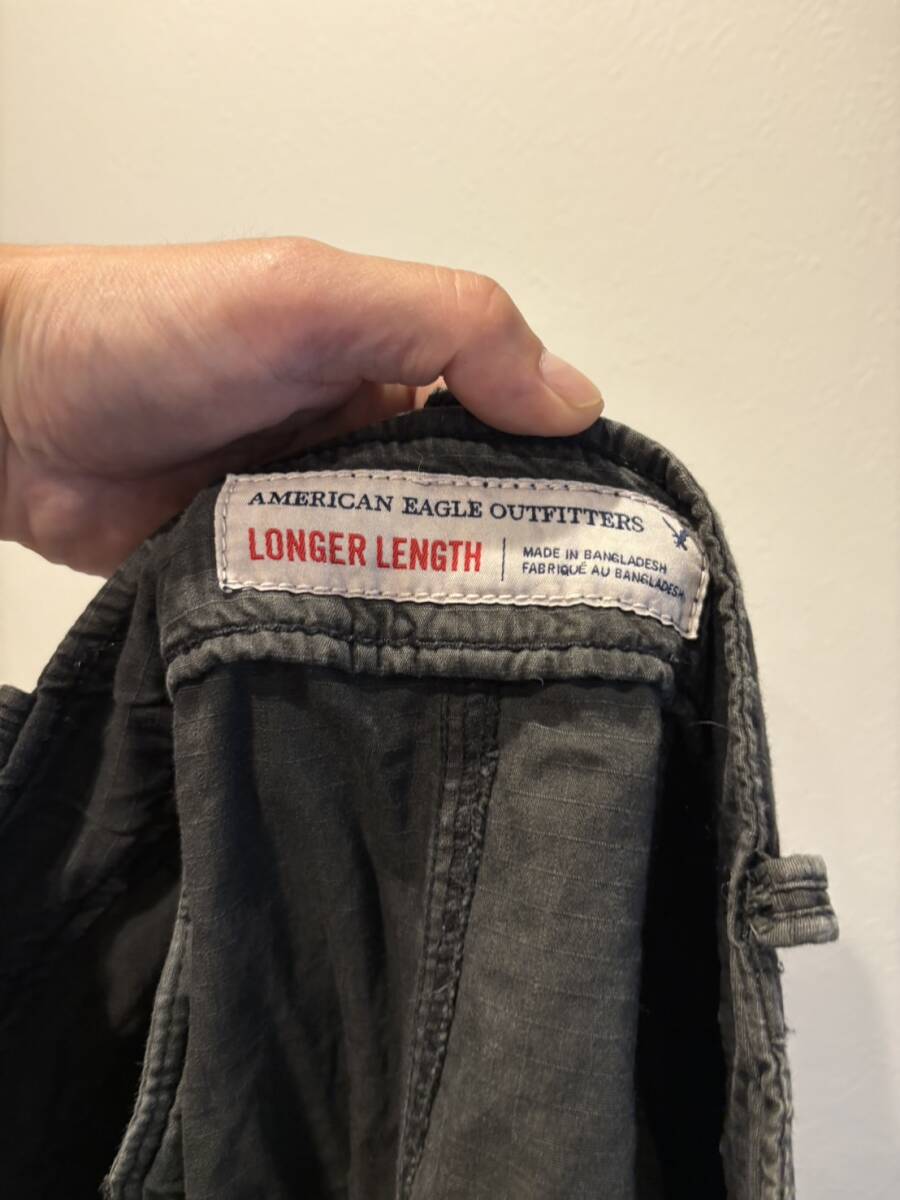 AMERICAN EAGLE OUTFITTERS
LONGER LENGTH
MADE IN BANGLADESH
FABRIQUÉ AU BANGLADESH